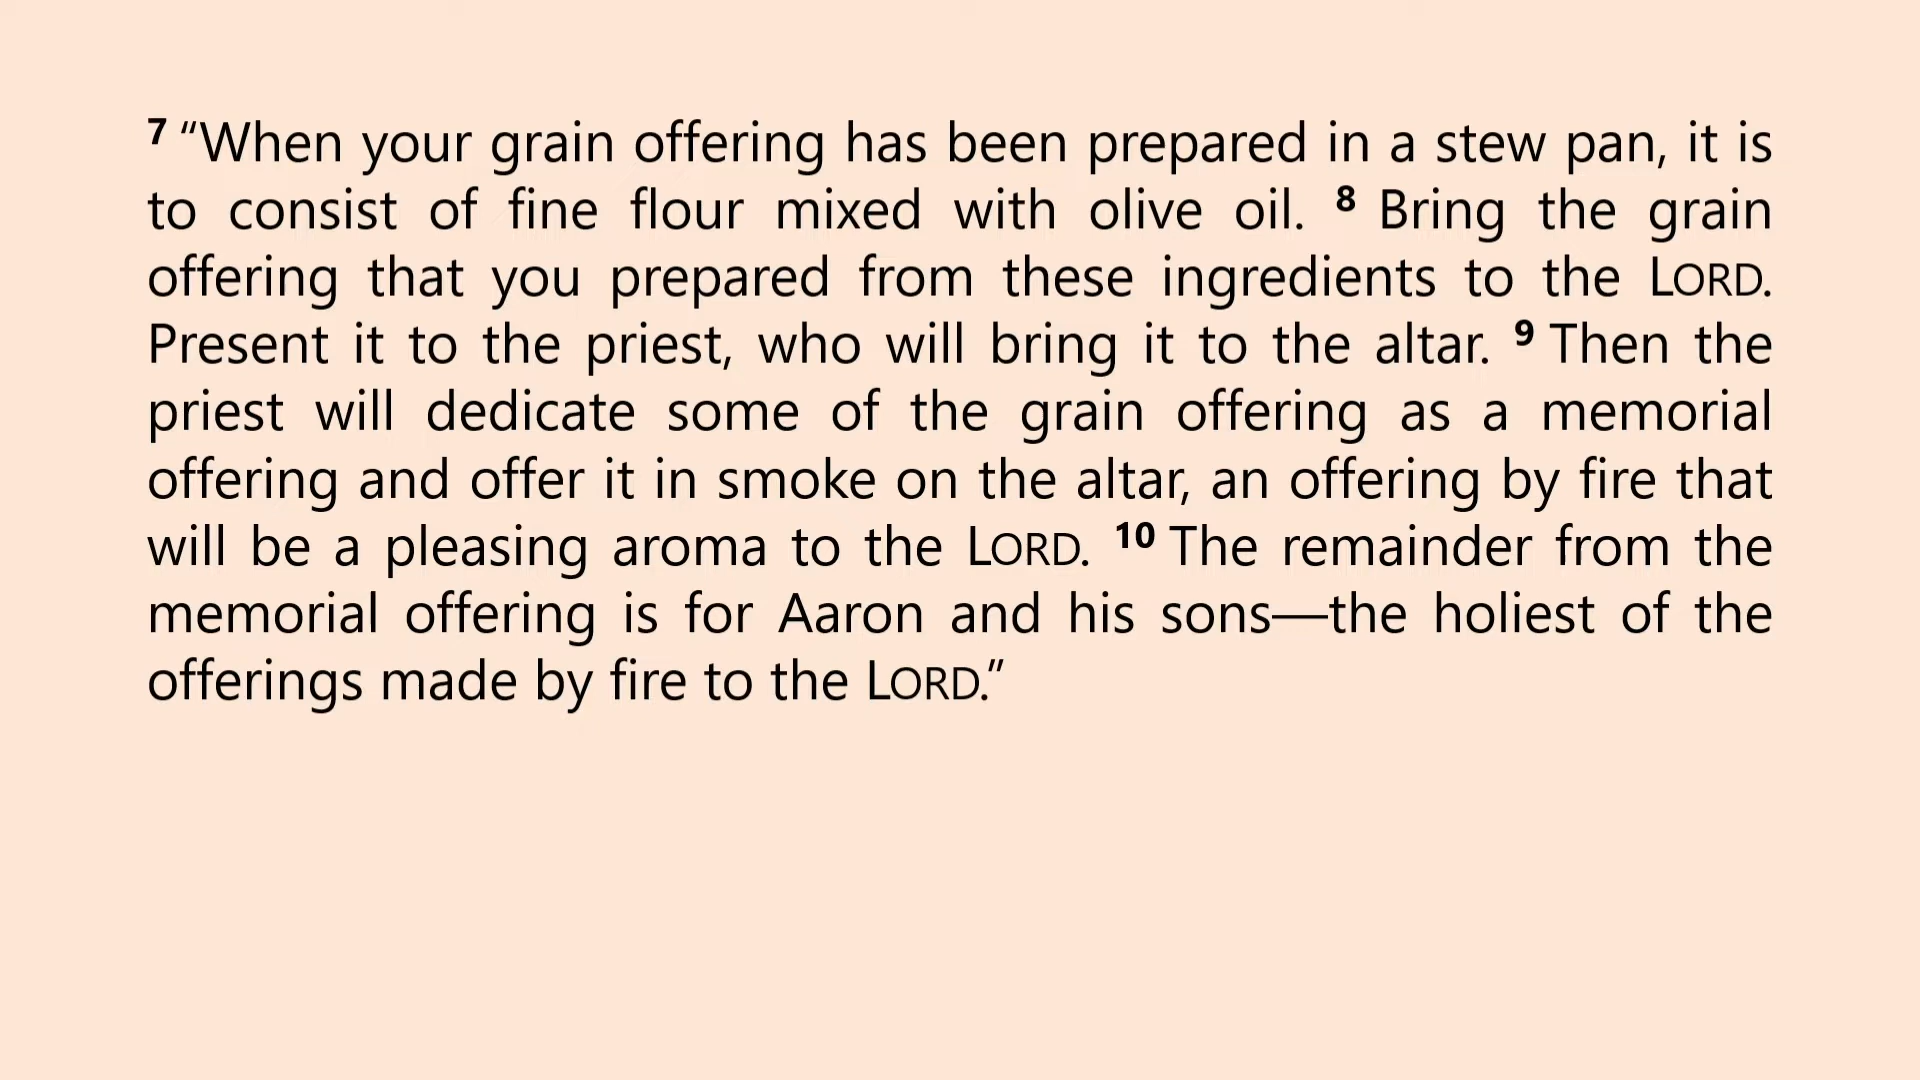 7 “When your grain offering has been prepared in a stew pan, it is
to consist of fine flour mixed with olive oil. 8 Bring the grain
offering that you prepared from these ingredients to the LORD.
Present it to the priest, who will bring it to the altar. 9 Then the
priest will dedicate some of the grain offering as a memorial
offering and offer it in smoke on the altar, an offering by fire that
will be a pleasing aroma to the LORD. 10 The remainder from the
memorial offering is for Aaron and his sons—the holiest of the
offerings made by fire to the LORD.”